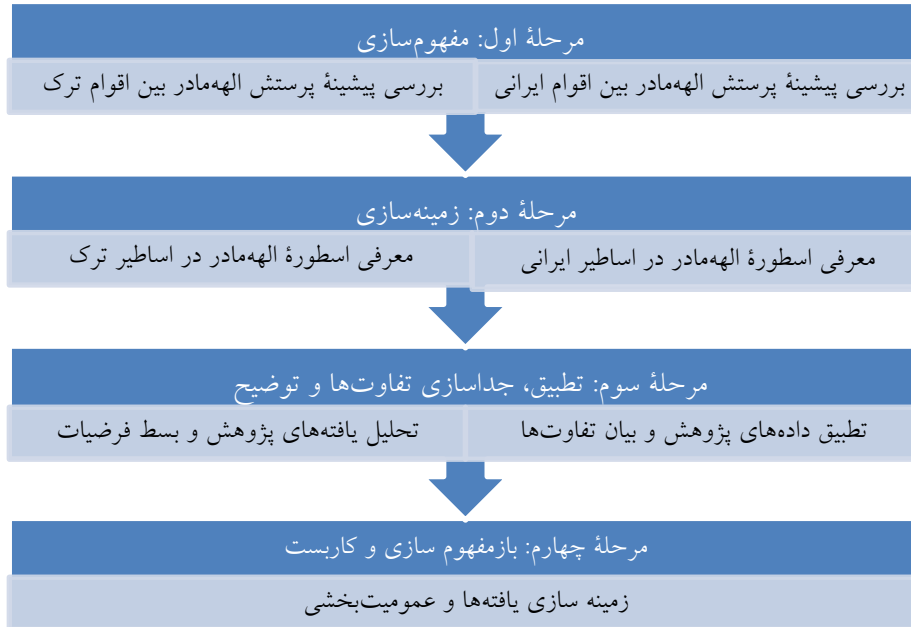 مرحلهٔ اول: مفهوم‌سازی
بررسی پیشینهٔ پرستش الهه‌مادر بین اقوام ایرانی
بررسی پیشینهٔ پرستش الهه‌مادر بین اقوام ترک
مرحلهٔ دوم: زمینه‌سازی
معرفی اسطورهٔ الهه‌مادر در اساطیر ایرانی
معرفی اسطورهٔ الهه‌مادر در اساطیر ترک
مرحلهٔ سوم: تطبیق، جداسازی تفاوت‌ها و توضیح
تطبیق داده‌های پژوهش و بیان تفاوت‌ها
تحلیل یافته‌های پژوهش و بسط فرضیات
مرحلهٔ چهارم: بازمفهوم سازی و کاربست
زمینه سازی یافته‌ها و عمومیت‌بخشی